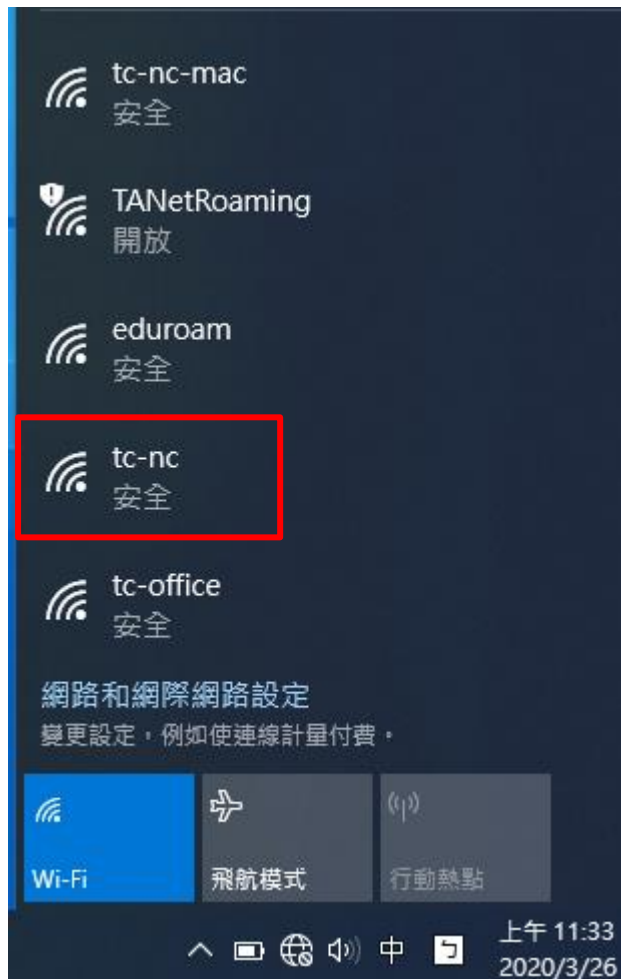 tc-nc-mac
安全
TANetRoaming
開放
eduroam
安全
tc-nc
安全
tc-office
安全
網路和網際網路設定
變更設定，例如使連線計量付費。
Wi-Fi
飛航模式
行動熱點
中
ㄅ
上午 11:33
2020/3/26